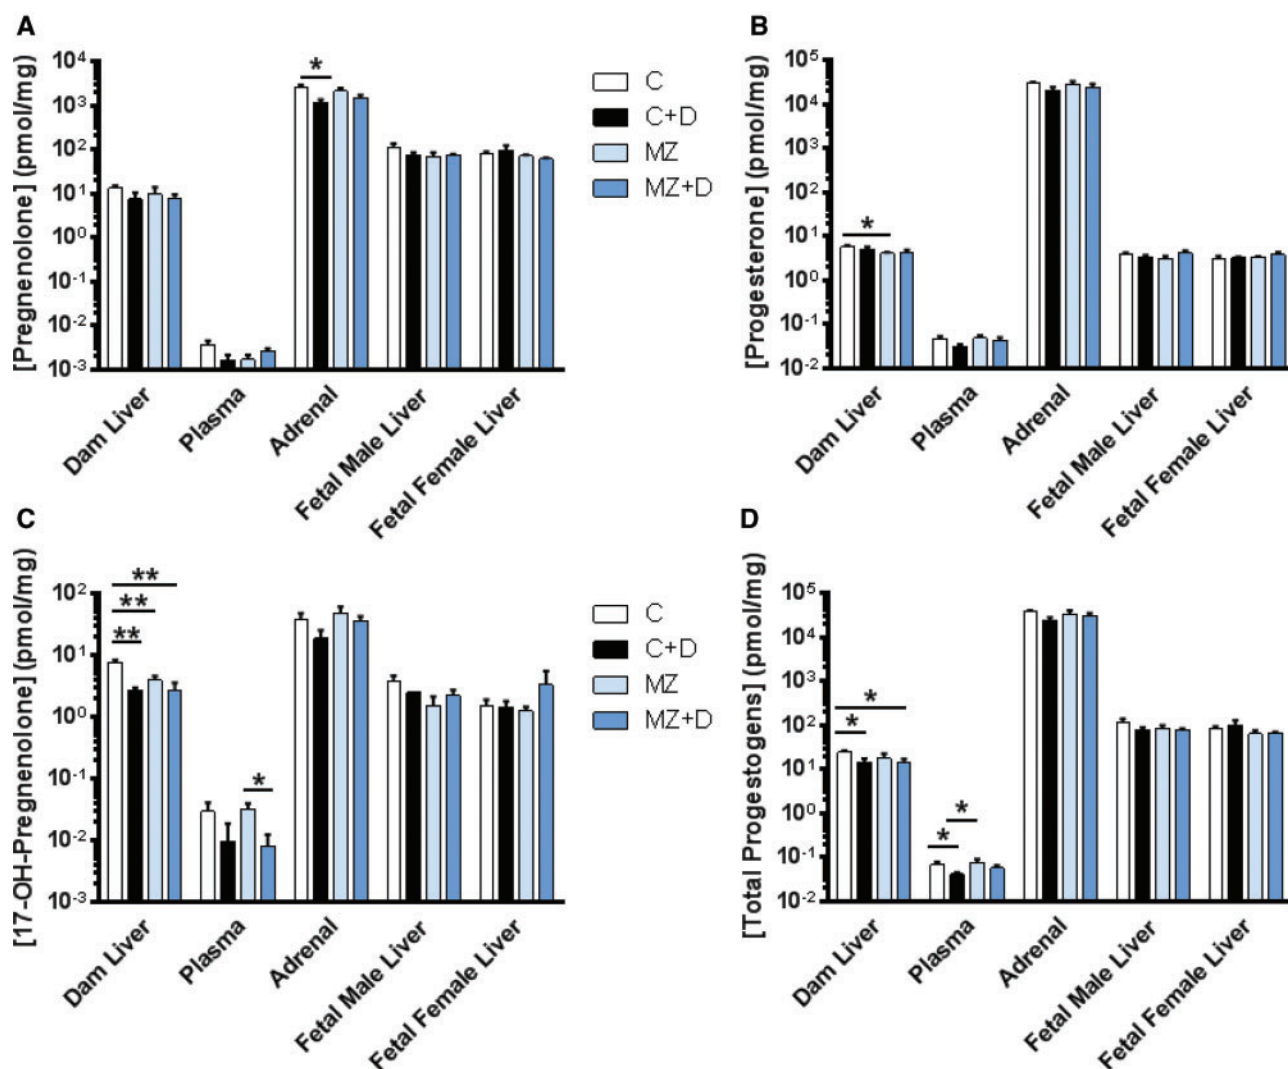 A
[Pregnenolone] (pmol/mg)
10⁴
10³
10²
10¹
10⁰
10⁻¹
10⁻²
10⁻³
*
Dam Liver
Plasma
Adrenal
Fetal Male Liver
Fetal Female Liver
C
C+D
MZ
MZ+D
B
[Progesterone] (pmol/mg)
10⁵
10⁴
10³
10²
10¹
10⁰
10⁻¹
10⁻²
*
Dam Liver
Plasma
Adrenal
Fetal Male Liver
Fetal Female Liver
C
[17-OH-Pregnenolone] (pmol/mg)
10²
10¹
10⁰
10⁻¹
10⁻²
10⁻³
**
**
**
*
Dam Liver
Plasma
Adrenal
Fetal Male Liver
Fetal Female Liver
C
C+D
MZ
MZ+D
D
[Total Progestogens] (pmol/mg)
10⁵
10⁴
10³
10²
10¹
10⁰
10⁻¹
10⁻²
*
*
*
*
Dam Liver
Plasma
Adrenal
Fetal Male Liver
Fetal Female Liver